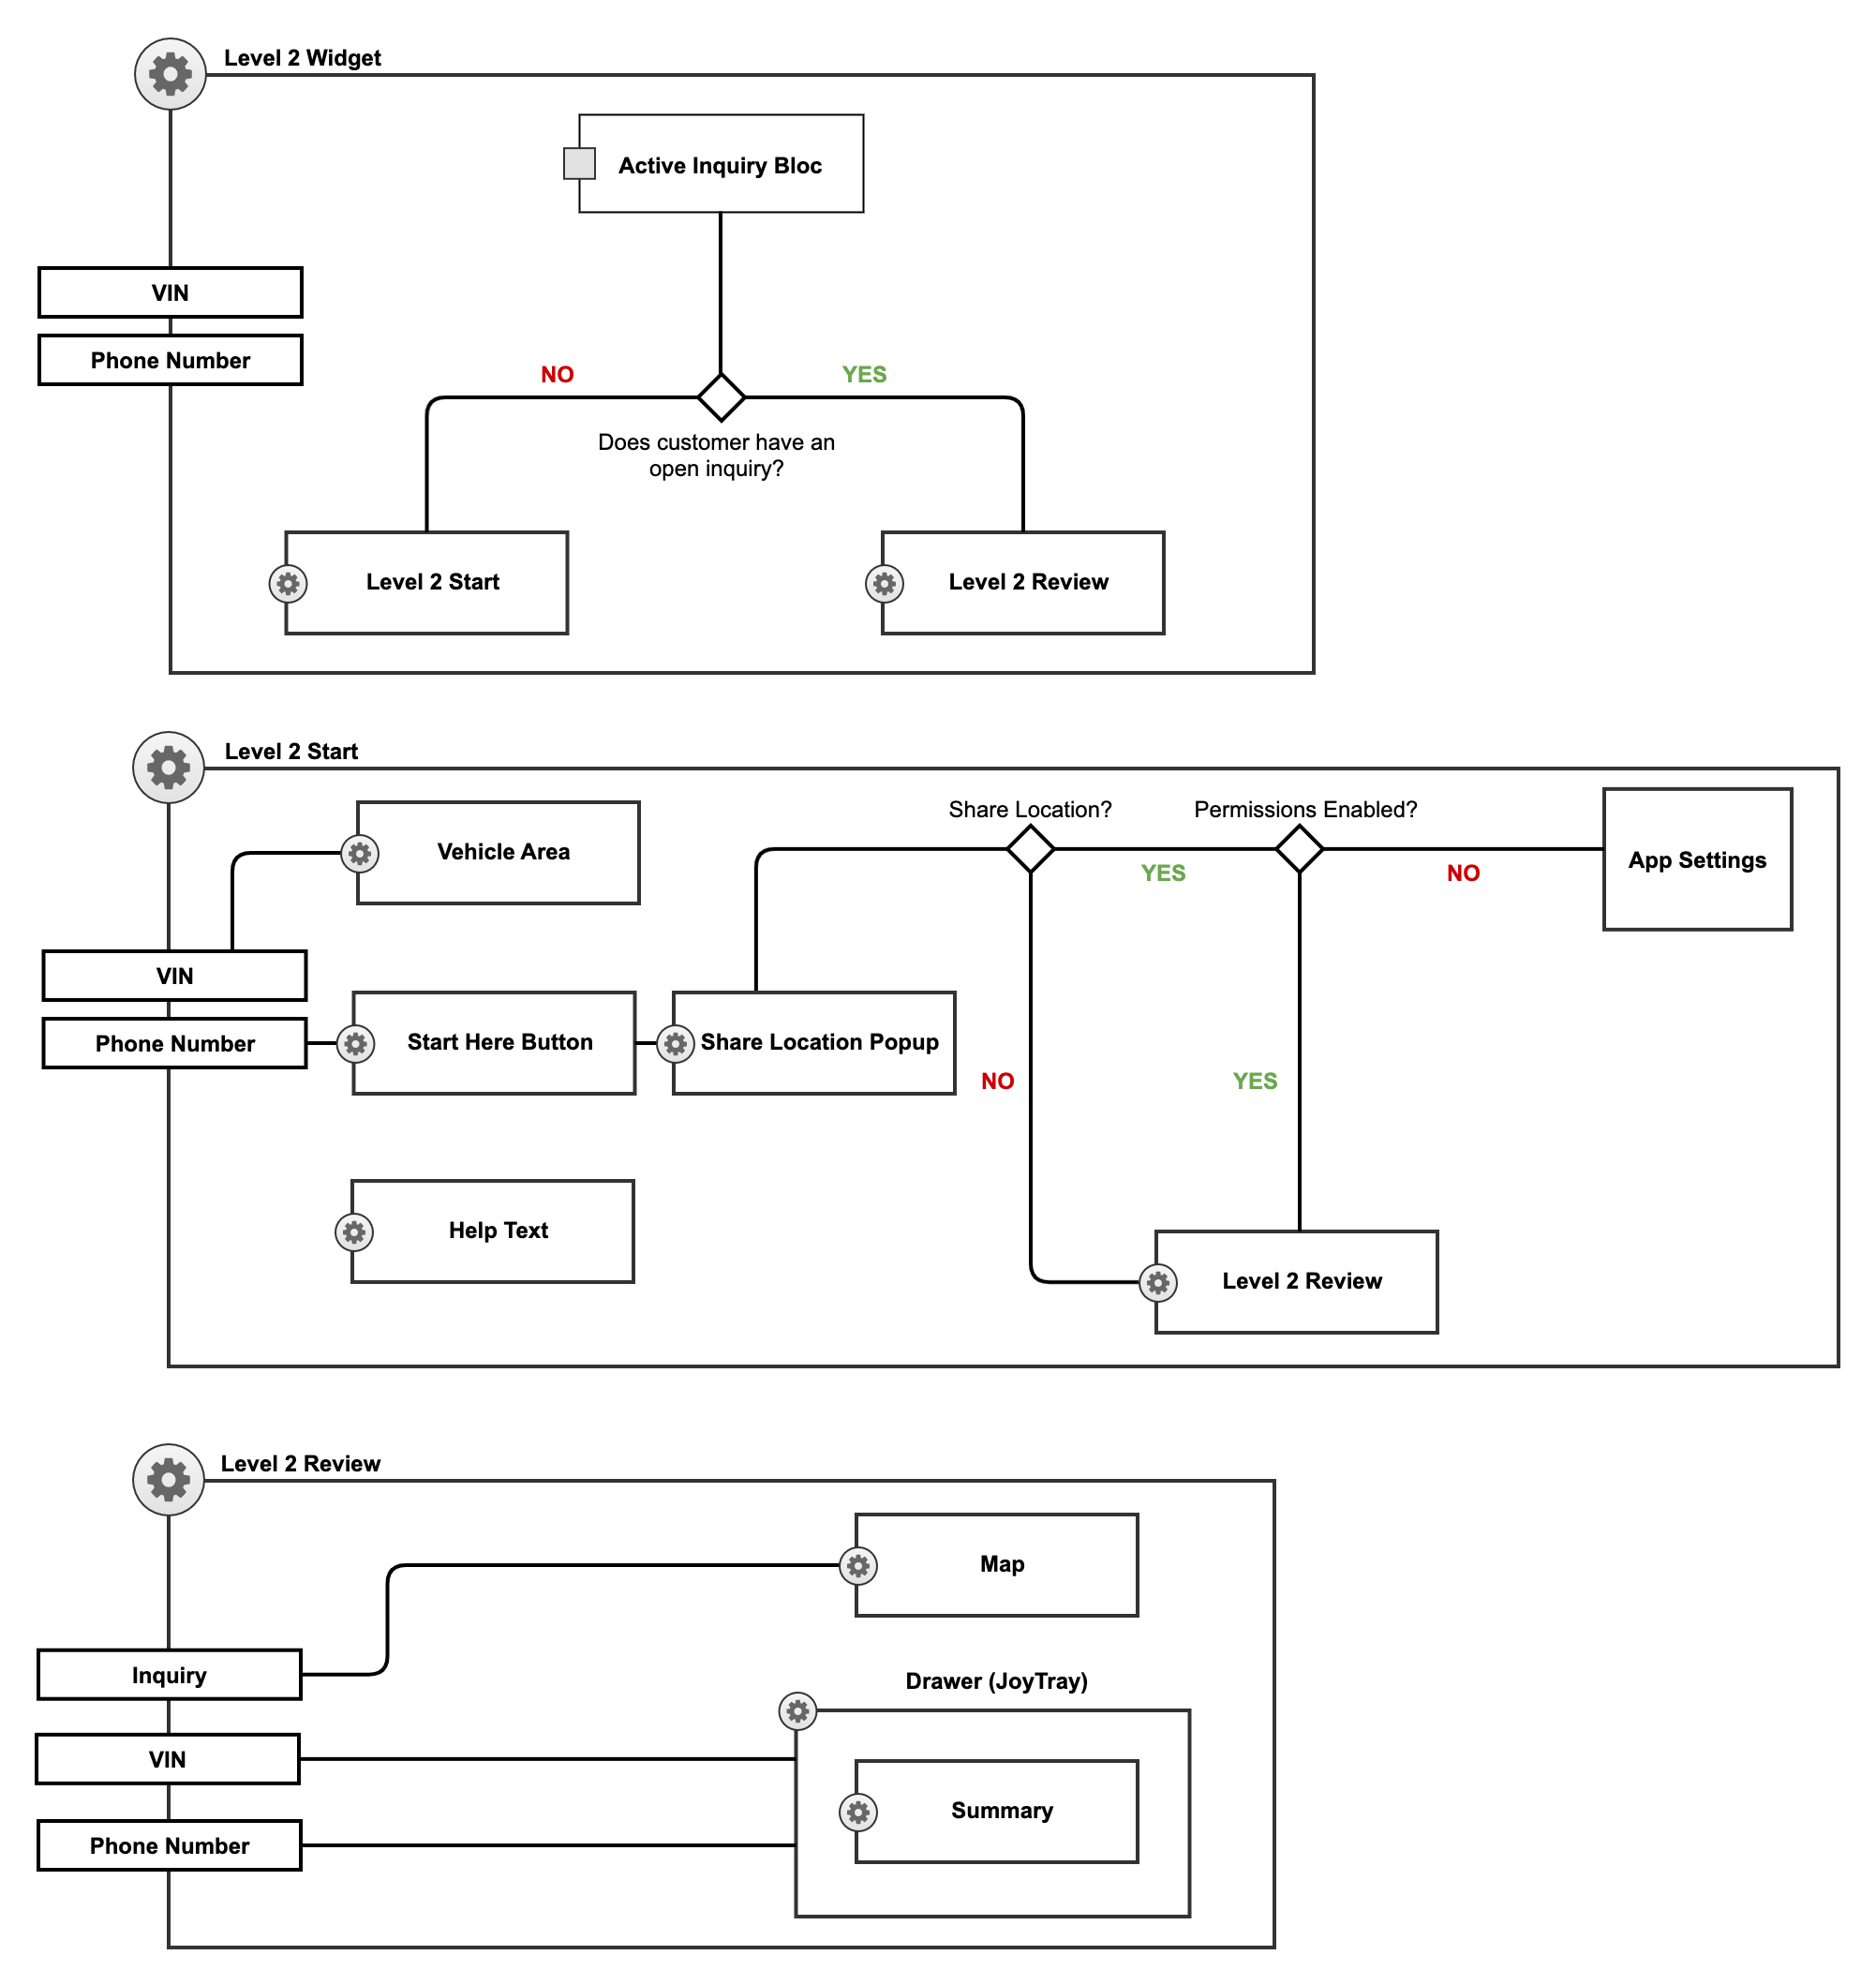 Level 2 Widget
Active Inquiry Bloc
VIN
Phone Number
NO
YES
Does customer have an
open inquiry?
Level 2 Start
Level 2 Review
Level 2 Start
Share Location?
Permissions Enabled?
Vehicle Area
App Settings
YES
NO
VIN
Phone Number
Start Here Button
Share Location Popup
NO
YES
Help Text
Level 2 Review
Level 2 Review
Map
Inquiry
Drawer (JoyTray)
VIN
Summary
Phone Number